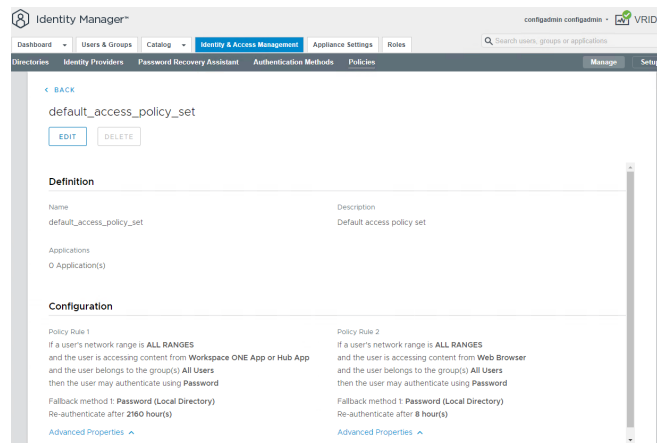 Identity Manager™
configadmin configadmin
VRID
Dashboard
Users & Groups
Catalog
Identity & Access Management
Appliance Settings
Roles
Search users, groups or applications
Directories
Identity Providers
Password Recovery Assistant
Authentication Methods
Policies
Manage
Setup
< BACK
default_access_policy_set
EDIT
DELETE
Definition
Name
default_access_policy_set
Description
Default access policy set
Applications
0 Application(s)
Configuration
Policy Rule 1
If a user's network range is ALL RANGES
and the user is accessing content from Workspace ONE App or Hub App
and the user belongs to the group(s) All Users
then the user may authenticate using Password
Fallback method 1: Password (Local Directory)
Re-authenticate after 2160 hour(s)
Advanced Properties
Policy Rule 2
If a user's network range is ALL RANGES
and the user is accessing content from Web Browser
and the user belongs to the group(s) All Users
then the user may authenticate using Password
Fallback method 1: Password (Local Directory)
Re-authenticate after 8 hour(s)
Advanced Properties